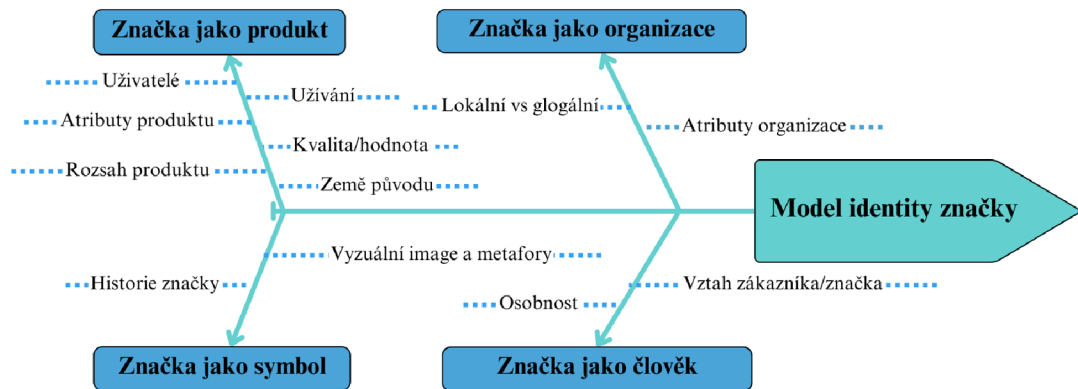 Značka jako produkt
Značka jako organizace
Uživatelé
Užívání
Lokální vs glogální
Atributy produktu
Atributy organizace
Kvalita/hodnota
Rozsah produktu
Země původu
Model identity značky
Vyzuální image a metafory
Historie značky
Vztah zákazníka/značka
Osobnost
Značka jako symbol
Značka jako člověk